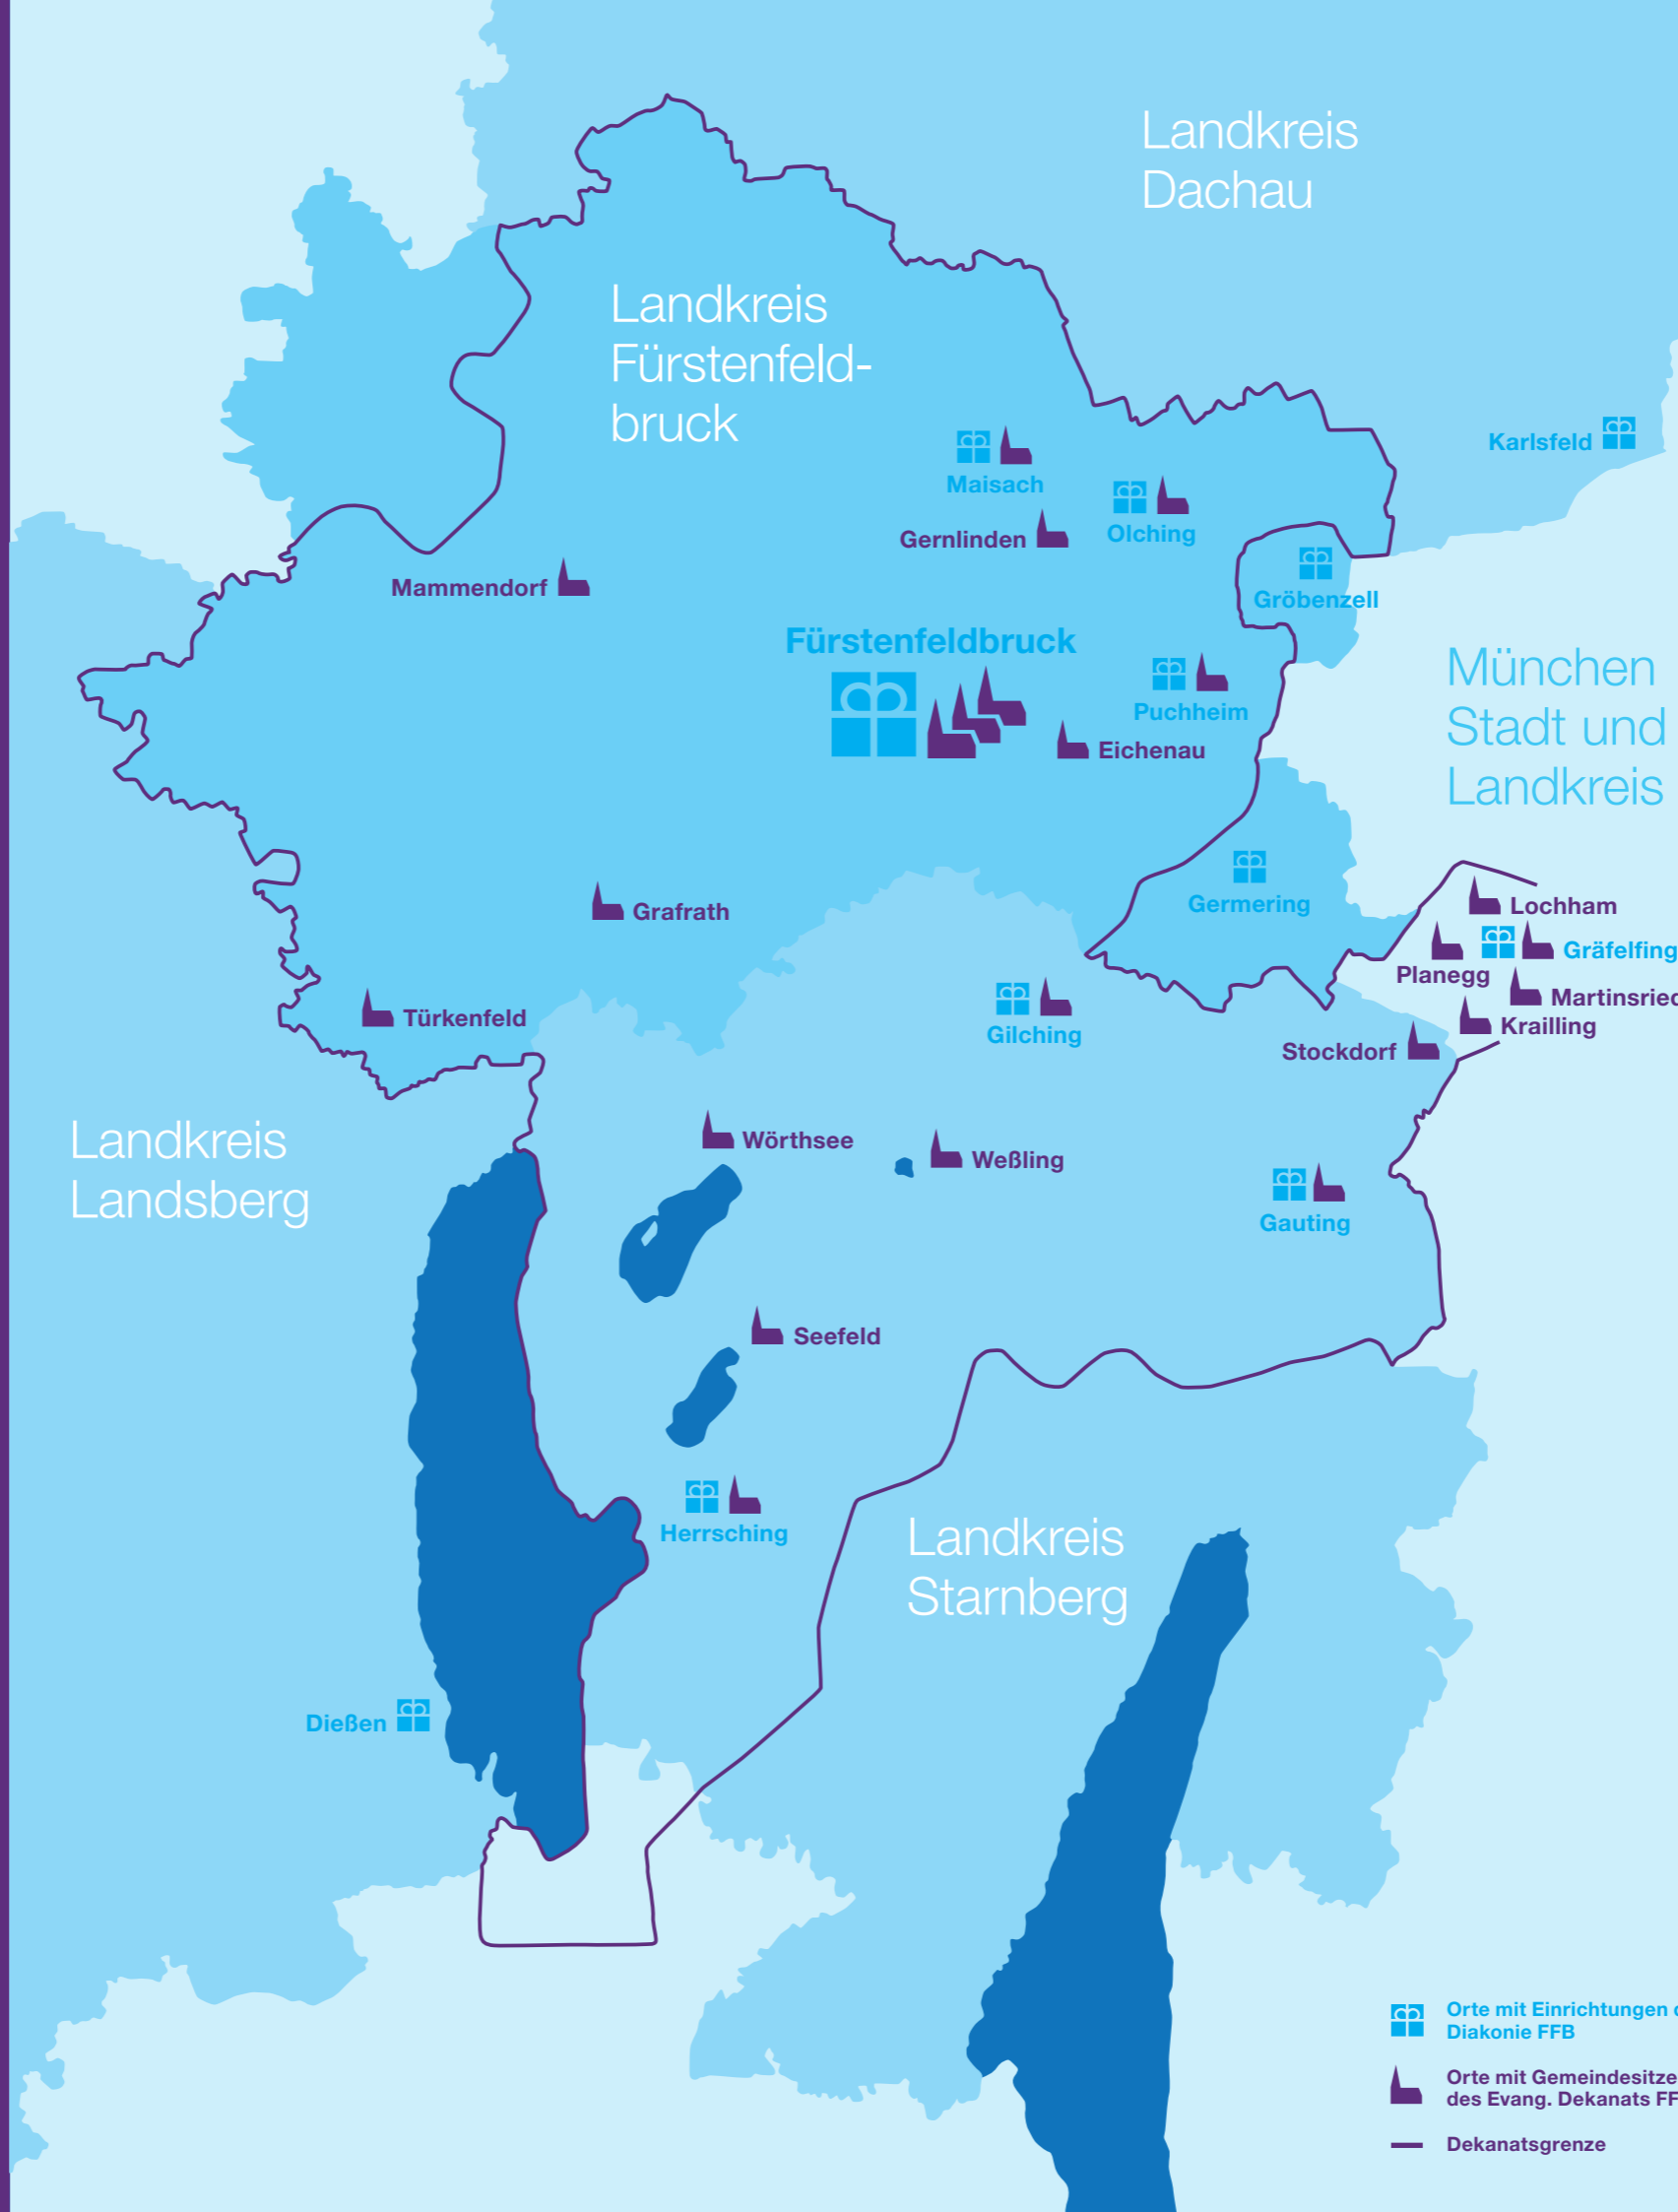 Landkreis
Dachau
Landkreis
Fürstenfeld-
bruck
Karlsfeld
Maisach
Olching
Gernlinden
Mammendorf
Gröbenzell
Fürstenfeldbruck
München
Stadt und
Landkreis
Puchheim
Eichenau
Germering
Lochham
Grafrath
Gräfelfing
Planegg
Martinsried
Türkenfeld
Krailling
Gilching
Stockdorf
Landkreis
Landsberg
Wörthsee
Weßling
Gauting
Seefeld
Herrsching
Landkreis
Starnberg
Dießen
Orte mit Einrichtungen
Diakonie FFB
Orte mit Gemeindesitze
des Evang. Dekanats FF
Dekanatsgrenze